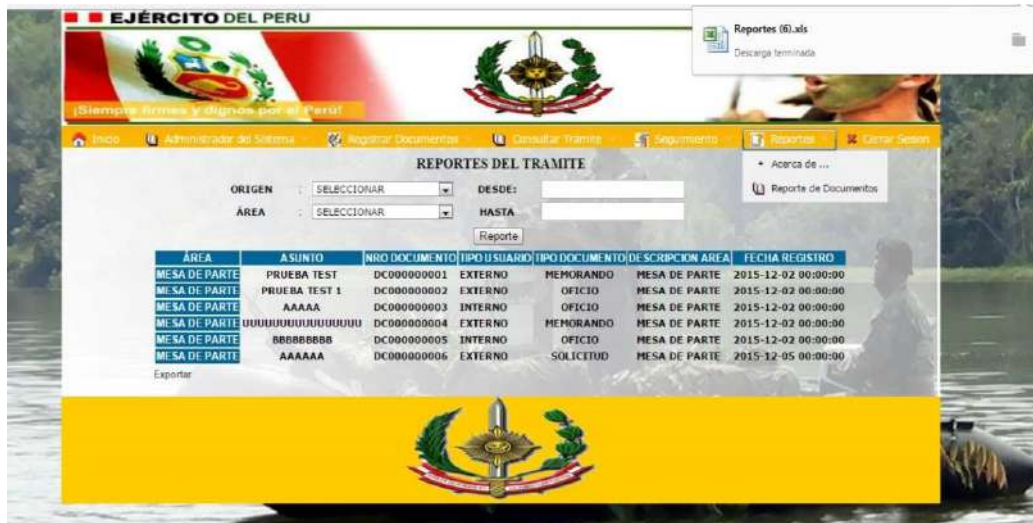 EJÉRCITO DEL PERU
Reportes (6).xls
Descarga terminada
¡Siempre firmes y dignos por el Perú!
Inicio Administrador del Sistema Registrar Documentos Consultar Tramite Seguimiento Reportes Cerrar Sesion
Acerca de ...
Reporte de Documentos
REPORTES DEL TRAMITE
ORIGEN : SELECCIONAR DESDE:
ÁREA : SELECCIONAR HASTA
Reporte
ÁREA ASUNTO NRO DOCUMENTO TIPO USUARIO TIPO DOCUMENTO DESCRIPCION AREA FECHA REGISTRO
MESA DE PARTE PRUEBA TEST DC000000001 EXTERNO MEMORANDO MESA DE PARTE 2015-12-02 00:00:00
MESA DE PARTE PRUEBA TEST 1 DC000000002 EXTERNO OFICIO MESA DE PARTE 2015-12-02 00:00:00
MESA DE PARTE AAAAA DC000000003 INTERNO OFICIO MESA DE PARTE 2015-12-02 00:00:00
MESA DE PARTE DC000000004 EXTERNO MEMORANDO MESA DE PARTE 2015-12-02 00:00:00
MESA DE PARTE BBBBBBBBB DC000000005 INTERNO OFICIO MESA DE PARTE 2015-12-02 00:00:00
MESA DE PARTE AAAAAA DC000000006 EXTERNO SOLICITUD MESA DE PARTE 2015-12-05 00:00:00
Exportar